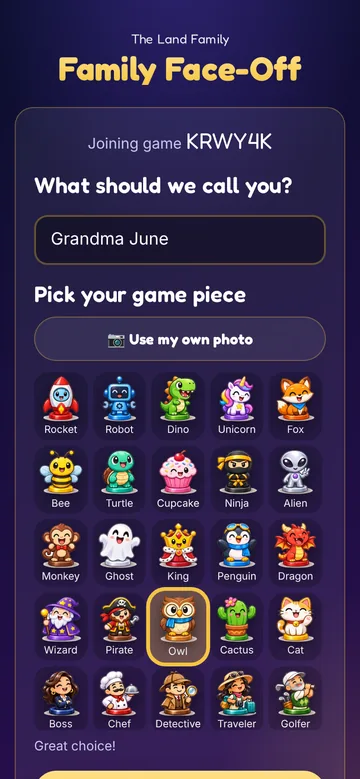 The Land Family
Family Face-Off
Joining game KRWY4K
What should we call you?
Grandma June
Pick your game piece
Use my own photo
Rocket Robot Dino Unicorn Fox
Bee Turtle Cupcake Ninja Alien
Monkey Ghost King Penguin Dragon
Wizard Pirate Owl Cactus Cat
Boss Chef Detective Traveler Golfer
Great choice!